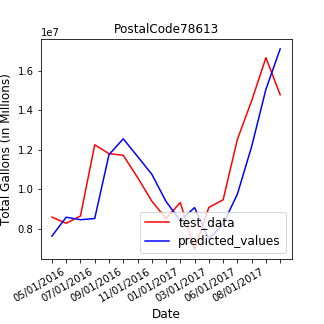 PostalCode78613
1e7
Total Gallons (in Millions)
1.6
1.4
1.2
1.0
0.8
test_data
predicted_values
05/01/2016
07/01/2016
09/01/2016
11/01/2016
01/01/2017
03/01/2017
06/01/2017
08/01/2017
Date